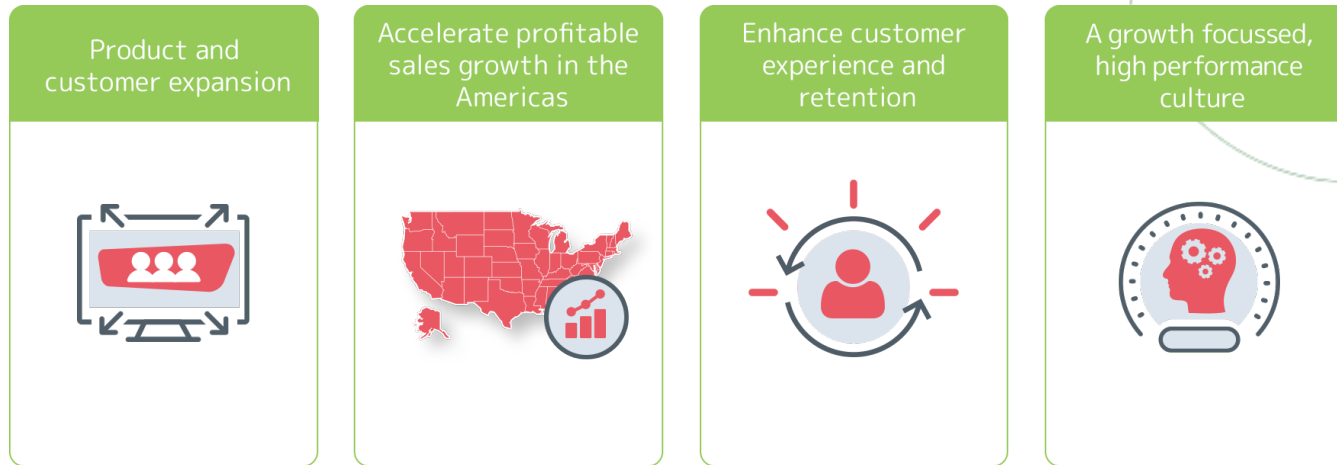 Product and
customer expansion
Accelerate profitable
sales growth in the
Americas
Enhance customer
experience and
retention
A growth focussed,
high performance
culture